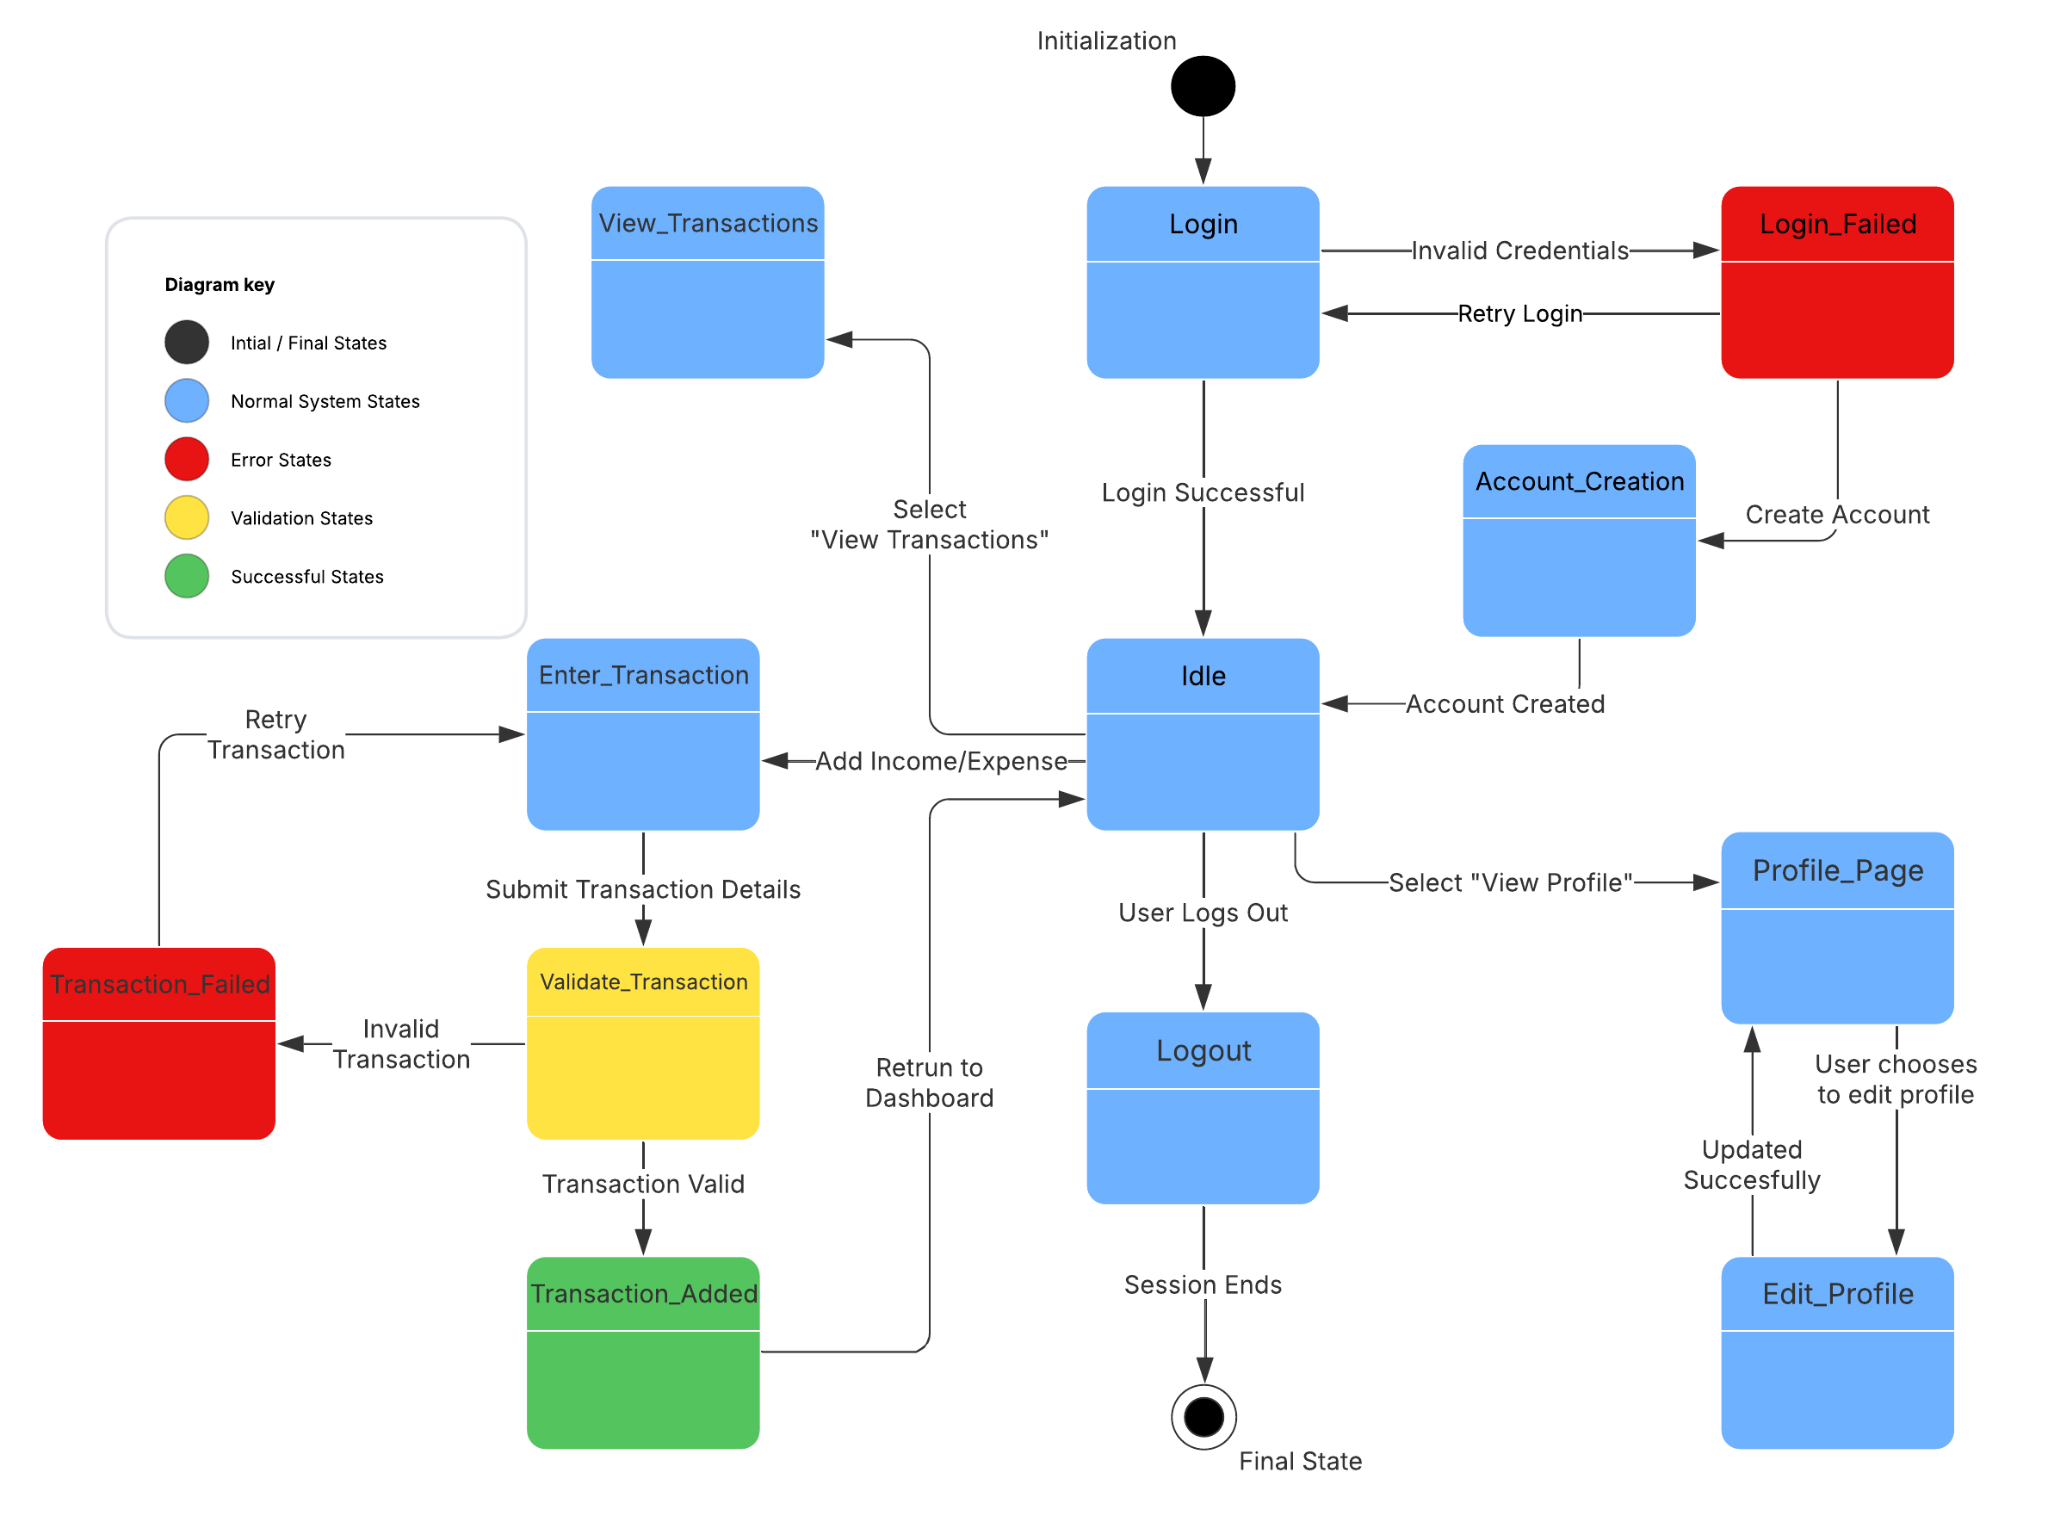 Initialization
View_Transactions
Login
Login_Failed
Invalid Credentials
Retry Login
Diagram key
Intial / Final States
Normal System States
Error States
Validation States
Successful States
Account_Creation
Create Account
Login Successful
Select
"View Transactions"
Enter_Transaction
Idle
Account Created
Retry
Transaction
Add Income/Expense
Submit Transaction Details
User Logs Out
Select "View Profile"
Profile_Page
Transaction_Failed
Validate_Transaction
Invalid
Transaction
Retrun to
Dashboard
Logout
User chooses
to edit profile
Updated
Succesfully
Transaction Valid
Transaction_Added
Session Ends
Edit_Profile
Final State